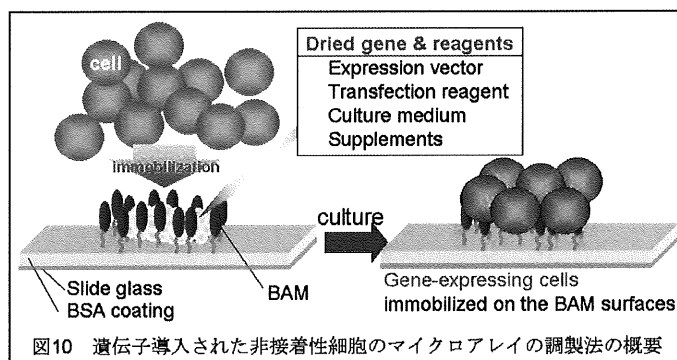 Dried gene & reagents
Expression vector
Transfection reagent
Culture medium
Supplements
cell
immobilization
culture
Slide glass
BSA coating
BAM
Gene-expressing cells
immobilized on the BAM surfaces
図10 遺伝子導入された非接着性細胞のマイクロアレイの調製法の概要